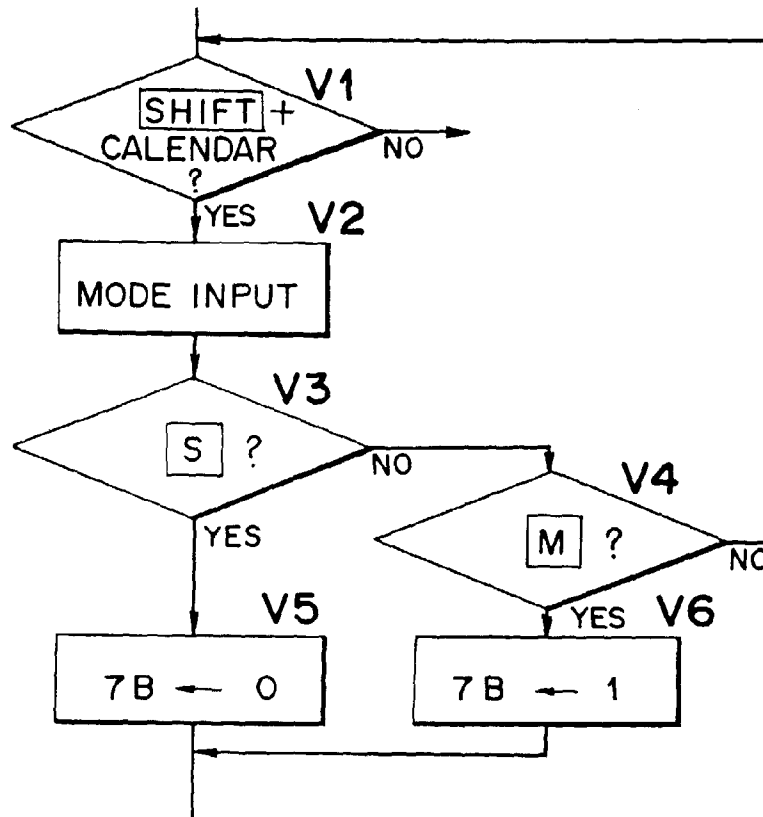 V1
SHIFT +
CALENDAR
?
NO
YES
V2
MODE INPUT
V3
S ?
NO
YES
V4
M ?
NO
YES
V5
7B ← 0
V6
7B ← 1